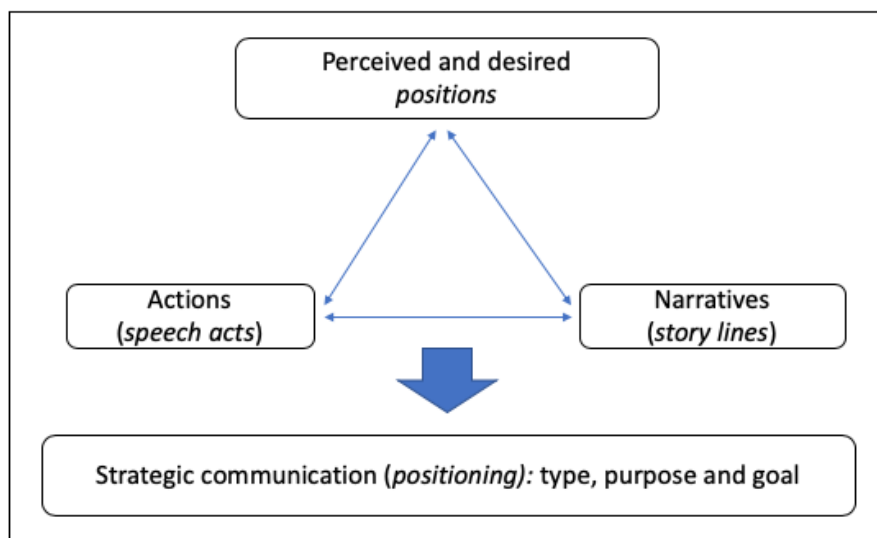 Perceived and desired
positions
Actions
(speech acts)
Narratives
(story lines)
Strategic communication (positioning): type, purpose and goal